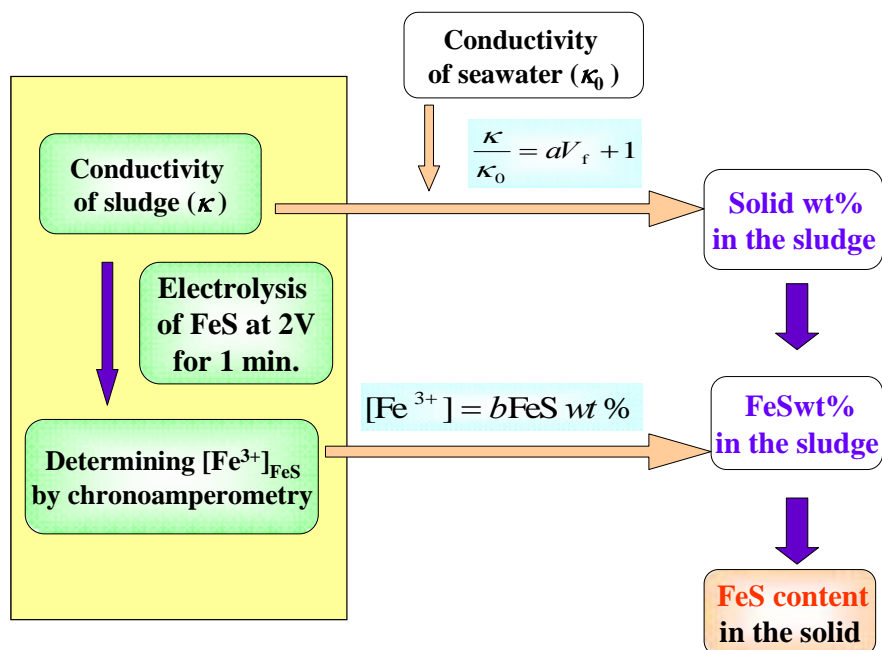 Conductivity
of seawater (κ₀)
Conductivity
of sludge (κ)
κ/κ₀ = aV_f + 1
Solid wt%
in the sludge
Electrolysis
of FeS at 2V
for 1 min.
[Fe³⁺] = bFeS wt %
FeSwt%
in the sludge
Determining [Fe³⁺]_FeS
by chronoamperometry
FeS content
in the solid